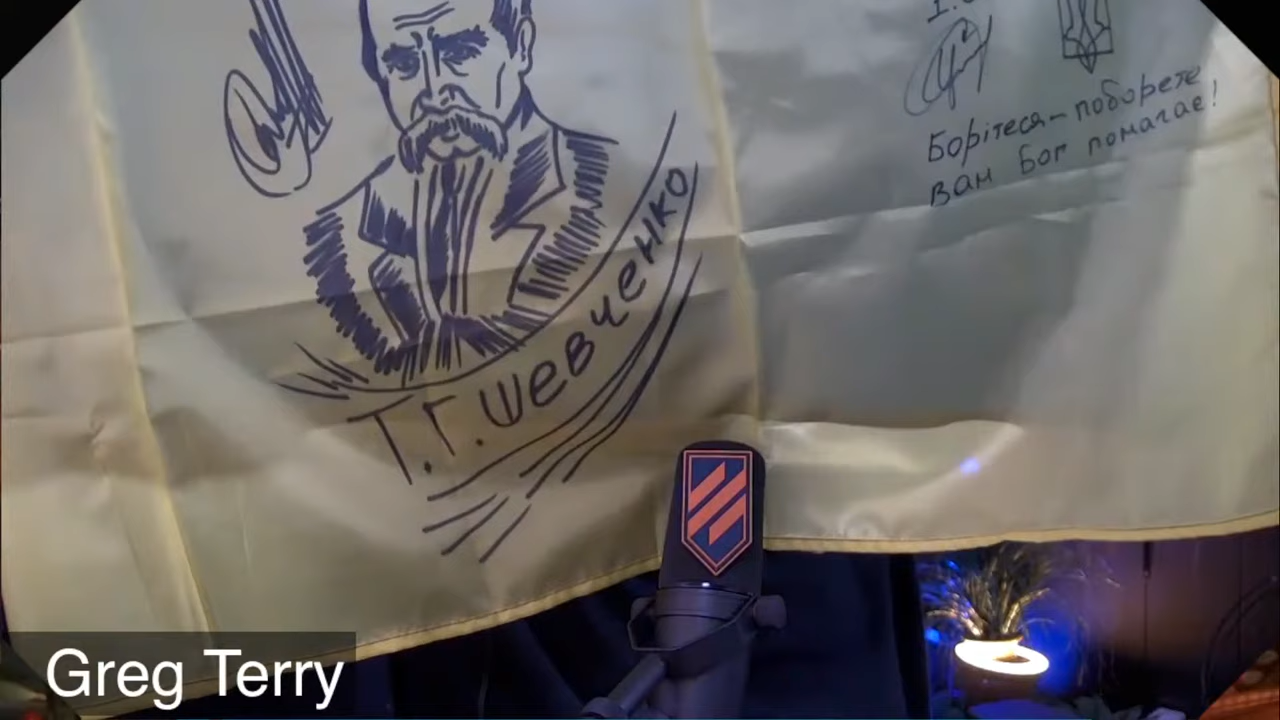 Борітеся – поборете
вам Бог помагає!
Т.Г. Шевченко
Greg Terry